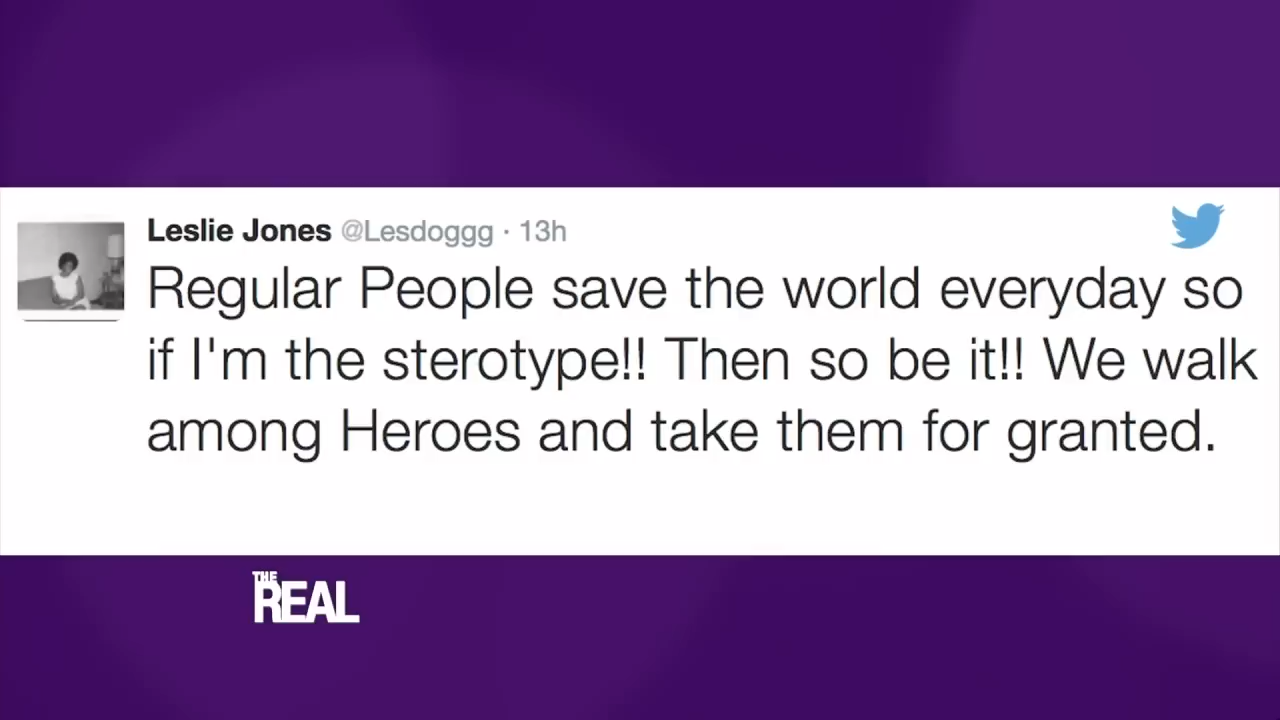 Leslie Jones @Lesdoggg · 13h
Regular People save the world everyday so
if I'm the sterotype!! Then so be it!! We walk
among Heroes and take them for granted.
THE
REAL